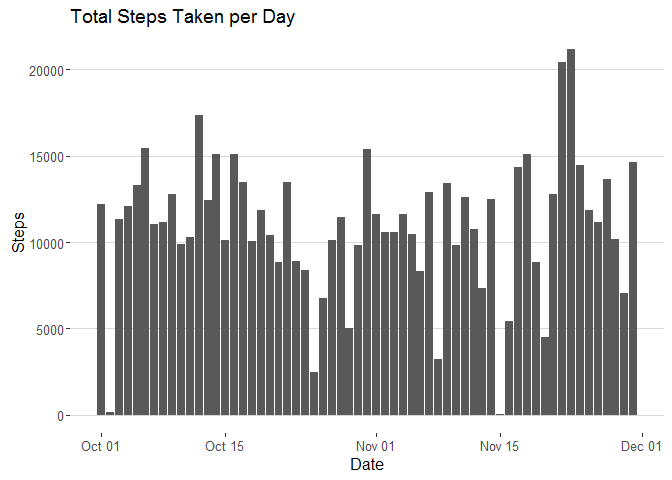 Total Steps Taken per Day
20000
15000
10000
5000
0
Steps
Oct 01 Oct 15 Nov 01 Nov 15 Dec 01
Date